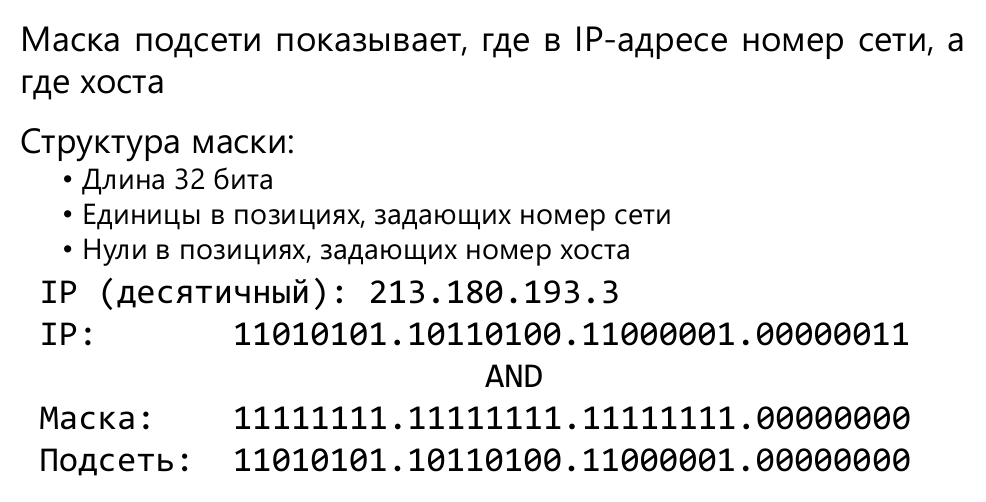 Маска подсети показывает, где в IP-адресе номер сети, а
где хоста
Структура маски:
• Длина 32 бита
• Единицы в позициях, задающих номер сети
• Нули в позициях, задающих номер хоста
IP (десятичный): 213.180.193.3
IP: 11010101.10110100.11000001.00000011
AND
Маска: 11111111.11111111.11111111.00000000
Подсеть: 11010101.10110100.11000001.00000000